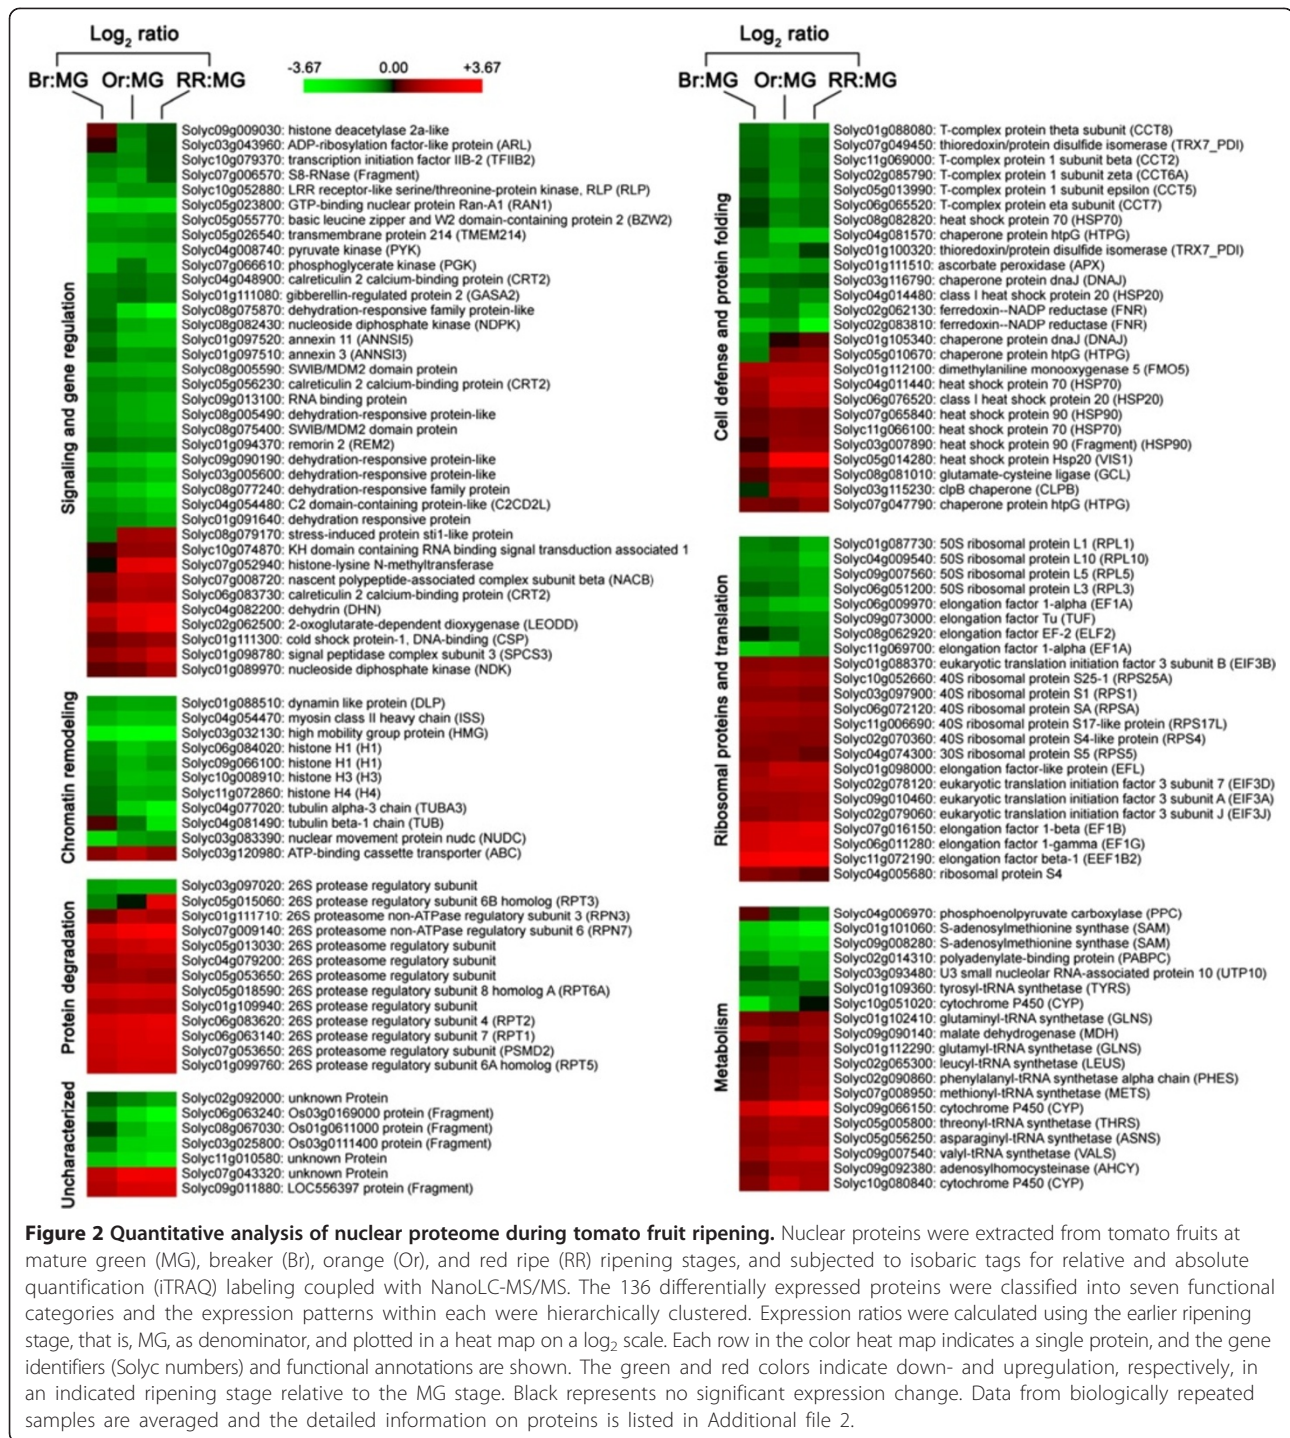 Log2 ratio
Br:MG Or:MG RR:MG
-3.67 0.00 +3.67
Signaling and gene regulation
Solyc09g009030: histone deacetylase 2a-like
Solyc03g043960: ADP-ribosylation factor-like protein (ARL)
Solyc10g079370: transcription initiation factor IIB-2 (TFIIB2)
Solyc07g006570: S8-RNase (Fragment)
Solyc10g052880: LRR receptor-like serine/threonine-protein kinase, RLP (RLP)
Solyc05g023800: GTP-binding nuclear protein Ran-A1 (RAN1)
Solyc05g055770: basic leucine zipper and W2 domain-containing protein 2 (BZW2)
Solyc05g026540: transmembrane protein 214 (TMEM214)
Solyc04g008740: pyruvate kinase (PYK)
Solyc07g066610: phosphoglycerate kinase (PGK)
Solyc04g048900: calreticulin 2 calcium-binding protein (CRT2)
Solyc01g111080: gibberellin-regulated protein 2 (GASA2)
Solyc08g075870: dehydration-responsive family protein-like
Solyc08g082430: nucleoside diphosphate kinase (NDPK)
Solyc01g097520: annexin 11 (ANNSI5)
Solyc01g097510: annexin 3 (ANNSI3)
Solyc08g005590: SWIB/MDM2 domain protein
Solyc05g056230: calreticulin 2 calcium-binding protein (CRT2)
Solyc09g013100: RNA binding protein
Solyc08g005490: dehydration-responsive protein-like
Solyc08g075400: SWIB/MDM2 domain protein
Solyc01g094370: remorin 2 (REM2)
Solyc09g090190: dehydration-responsive protein-like
Solyc03g005600: dehydration-responsive protein-like
Solyc08g077240: dehydration-responsive family protein
Solyc04g054480: C2 domain-containing protein-like (C2CD2L)
Solyc01g091640: dehydration responsive protein
Solyc08g079170: stress-induced protein sti1-like protein
Solyc10g074870: KH domain containing RNA binding signal transduction associated 1
Solyc07g052940: histone-lysine N-methyltransferase
Solyc07g008720: nascent polypeptide-associated complex subunit beta (NACB)
Solyc06g083730: calreticulin 2 calcium-binding protein (CRT2)
Solyc04g082200: dehydrin (DHN)
Solyc02g062500: 2-oxoglutarate-dependent dioxygenase (LEODD)
Solyc01g111300: cold shock protein-1, DNA-binding (CSP)
Solyc01g098780: signal peptidase complex subunit 3 (SPCS3)
Solyc01g089970: nucleoside diphosphate kinase (NDK)
Chromatin remodeling
Solyc01g088510: dynamin like protein (DLP)
Solyc04g054470: myosin class II heavy chain (ISS)
Solyc03g032130: high mobility group protein (HMG)
Solyc06g084020: histone H1 (H1)
Solyc09g066100: histone H1 (H1)
Solyc10g008910: histone H3 (H3)
Solyc11g072860: histone H4 (H4)
Solyc04g077020: tubulin alpha-3 chain (TUBA3)
Solyc04g081490: tubulin beta-1 chain (TUB)
Solyc03g083390: nuclear movement protein nudc (NUDC)
Solyc03g120980: ATP-binding cassette transporter (ABC)
Protein degradation
Solyc03g097020: 26S protease regulatory subunit
Solyc05g015060: 26S protease regulatory subunit 6B homolog (RPT3)
Solyc01g111710: 26S proteasome non-ATPase regulatory subunit 3 (RPN3)
Solyc07g009140: 26S proteasome non-ATPase regulatory subunit 6 (RPN7)
Solyc05g013030: 26S proteasome regulatory subunit
Solyc04g079200: 26S proteasome regulatory subunit
Solyc05g053650: 26S proteasome regulatory subunit
Solyc05g018590: 26S protease regulatory subunit 8 homolog A (RPT6A)
Solyc01g109940: 26S protease regulatory subunit
Solyc06g083620: 26S protease regulatory subunit 4 (RPT2)
Solyc06g063140: 26S protease regulatory subunit 7 (RPT1)
Solyc07g053650: 26S proteasome regulatory subunit (PSMD2)
Solyc01g099760: 26S protease regulatory subunit 6A homolog (RPT5)
Uncharacterized
Solyc02g092000: unknown Protein
Solyc06g063240: Os03g0169000 protein (Fragment)
Solyc08g067030: Os01g0611000 protein (Fragment)
Solyc03g025800: Os03g0111400 protein (Fragment)
Solyc11g010580: unknown Protein
Solyc07g043320: unknown Protein
Solyc09g011880: LOC556397 protein (Fragment)
Log2 ratio
Br:MG Or:MG RR:MG
Cell defense and protein folding
Solyc01g088080: T-complex protein theta subunit (CCT8)
Solyc07g049450: thioredoxin/protein disulfide isomerase (TRX7_PDI)
Solyc11g069000: T-complex protein 1 subunit beta (CCT2)
Solyc02g085790: T-complex protein 1 subunit zeta (CCT6A)
Solyc05g013990: T-complex protein 1 subunit epsilon (CCT5)
Solyc06g065520: T-complex protein eta subunit (CCT7)
Solyc08g082820: heat shock protein 70 (HSP70)
Solyc04g081570: chaperone protein htpG (HTPG)
Solyc01g100320: thioredoxin/protein disulfide isomerase (TRX7_PDI)
Solyc01g111510: ascorbate peroxidase (APX)
Solyc03g116790: chaperone protein dnaJ (DNAJ)
Solyc04g014480: class I heat shock protein 20 (HSP20)
Solyc02g062130: ferredoxin--NADP reductase (FNR)
Solyc02g083810: ferredoxin--NADP reductase (FNR)
Solyc01g105340: chaperone protein dnaJ (DNAJ)
Solyc05g010670: chaperone protein htpG (HTPG)
Solyc01g112100: dimethylaniline monooxygenase 5 (FMO5)
Solyc04g011440: heat shock protein 70 (HSP70)
Solyc06g076520: class I heat shock protein 20 (HSP20)
Solyc07g065840: heat shock protein 90 (HSP90)
Solyc11g066100: heat shock protein 70 (HSP70)
Solyc03g007890: heat shock protein 90 (Fragment) (HSP90)
Solyc05g014280: heat shock protein Hsp20 (VIS1)
Solyc08g081010: glutamate-cysteine ligase (GCL)
Solyc03g115230: clpB chaperone (CLPB)
Solyc07g047790: chaperone protein htpG (HTPG)
Ribosomal proteins and translation
Solyc01g087730: 50S ribosomal protein L1 (RPL1)
Solyc04g009540: 50S ribosomal protein L10 (RPL10)
Solyc09g007560: 50S ribosomal protein L5 (RPL5)
Solyc06g051200: 50S ribosomal protein L3 (RPL3)
Solyc06g009970: elongation factor 1-alpha (EF1A)
Solyc09g073000: elongation factor Tu (TUF)
Solyc08g062920: elongation factor EF-2 (ELF2)
Solyc11g069700: elongation factor 1-alpha (EF1A)
Solyc01g088370: eukaryotic translation initiation factor 3 subunit B (EIF3B)
Solyc10g052660: 40S ribosomal protein S25-1 (RPS25A)
Solyc03g097900: 40S ribosomal protein S1 (RPS1)
Solyc06g072120: 40S ribosomal protein SA (RPSA)
Solyc11g006690: 40S ribosomal protein S17-like protein (RPS17L)
Solyc02g070360: 40S ribosomal protein S4-like protein (RPS4)
Solyc04g074300: 30S ribosomal protein S5 (RPS5)
Solyc01g098000: elongation factor-like protein (EFL)
Solyc02g078120: eukaryotic translation initiation factor 3 subunit 7 (EIF3D)
Solyc09g010460: eukaryotic translation initiation factor 3 subunit A (EIF3A)
Solyc02g079060: eukaryotic translation initiation factor 3 subunit J (EIF3J)
Solyc07g016150: elongation factor 1-beta (EF1B)
Solyc06g011280: elongation factor 1-gamma (EF1G)
Solyc11g072190: elongation factor beta-1 (EEF1B2)
Solyc04g005680: ribosomal protein S4
Metabolism
Solyc04g006970: phosphoenolpyruvate carboxylase (PPC)
Solyc01g101060: S-adenosylmethionine synthase (SAM)
Solyc09g008280: S-adenosylmethionine synthase (SAM)
Solyc02g014310: polyadenylate-binding protein (PABPC)
Solyc03g093480: U3 small nucleolar RNA-associated protein 10 (UTP10)
Solyc01g109360: tyrosyl-tRNA synthetase (TYRS)
Solyc10g051020: cytochrome P450 (CYP)
Solyc01g102410: glutaminyl-tRNA synthetase (GLNS)
Solyc09g090140: malate dehydrogenase (MDH)
Solyc01g112290: glutamyl-tRNA synthetase (GLNS)
Solyc02g065300: leucyl-tRNA synthetase (LEUS)
Solyc02g090860: phenylalanyl-tRNA synthetase alpha chain (PHES)
Solyc07g008950: methionyl-tRNA synthetase (METS)
Solyc09g066150: cytochrome P450 (CYP)
Solyc05g005800: threonyl-tRNA synthetase (THRS)
Solyc05g056250: asparaginyl-tRNA synthetase (ASNS)
Solyc09g007540: valyl-tRNA synthetase (VALS)
Solyc09g092380: adenosylhomocysteinase (AHCY)
Solyc10g080840: cytochrome P450 (CYP)
Figure 2 Quantitative analysis of nuclear proteome during tomato fruit ripening. Nuclear proteins were extracted from tomato fruits at
mature green (MG), breaker (Br), orange (Or), and red ripe (RR) ripening stages, and subjected to isobaric tags for relative and absolute
quantification (iTRAQ) labeling coupled with NanoLC-MS/MS. The 136 differentially expressed proteins were classified into seven functional
categories and the expression patterns within each were hierarchically clustered. Expression ratios were calculated using the earlier ripening
stage, that is, MG, as denominator, and plotted in a heat map on a log2 scale. Each row in the color heat map indicates a single protein, and the gene
identifiers (Solyc numbers) and functional annotations are shown. The green and red colors indicate down- and upregulation, respectively, in
an indicated ripening stage relative to the MG stage. Black represents no significant expression change. Data from biologically repeated
samples are averaged and the detailed information on proteins is listed in Additional file 2.